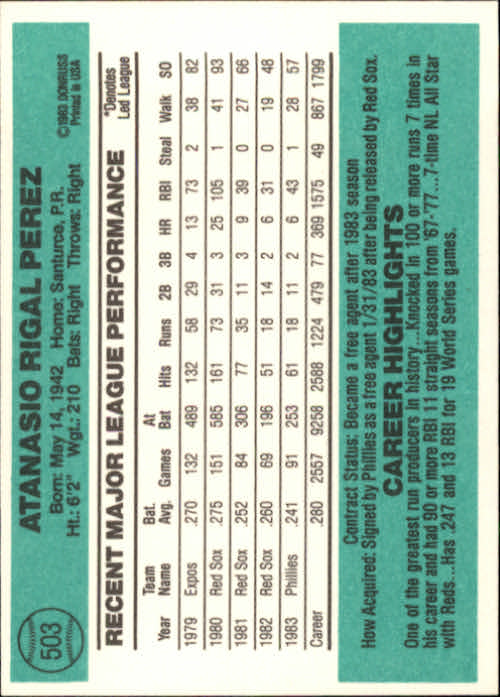 503
ATANASIO RIGAL PEREZ
Born: May 14, 1942 Home: Santurce, P.R.
Ht.: 6'2" Wgt.: 210 Bats: Right Throws: Right
©1983 DONRUSS
Printed in USA
RECENT MAJOR LEAGUE PERFORMANCE
*Denotes
Led League
Team Bat. At
Year Name Avg. Games Bat Hits Runs 2B 3B HR RBI Steal Walk SO
1979 Expos .270 132 489 132 58 29 4 13 73 2 38 82
1980 Red Sox .275 151 585 161 73 31 3 25 105 1 41 93
1981 Red Sox .252 84 306 77 35 11 3 9 39 0 27 66
1982 Red Sox .260 69 196 51 18 14 2 6 31 0 19 48
1983 Phillies .241 91 253 61 18 11 2 6 43 1 28 57
Career .280 2557 9258 2588 1224 479 77 369 1575 49 867 1799
Contract Status: Became a free agent after 1983 season
How Acquired: Signed by Phillies as a free agent 1/31/83 after being released by Red Sox.
CAREER HIGHLIGHTS
One of the greatest run producers in history...Knocked in 100 or more runs 7 times in
his career and had 90 or more RBI 11 straight seasons from '67-'77...7-time NL All Star
with Reds...Has .247 and 13 RBI for 19 World Series games.